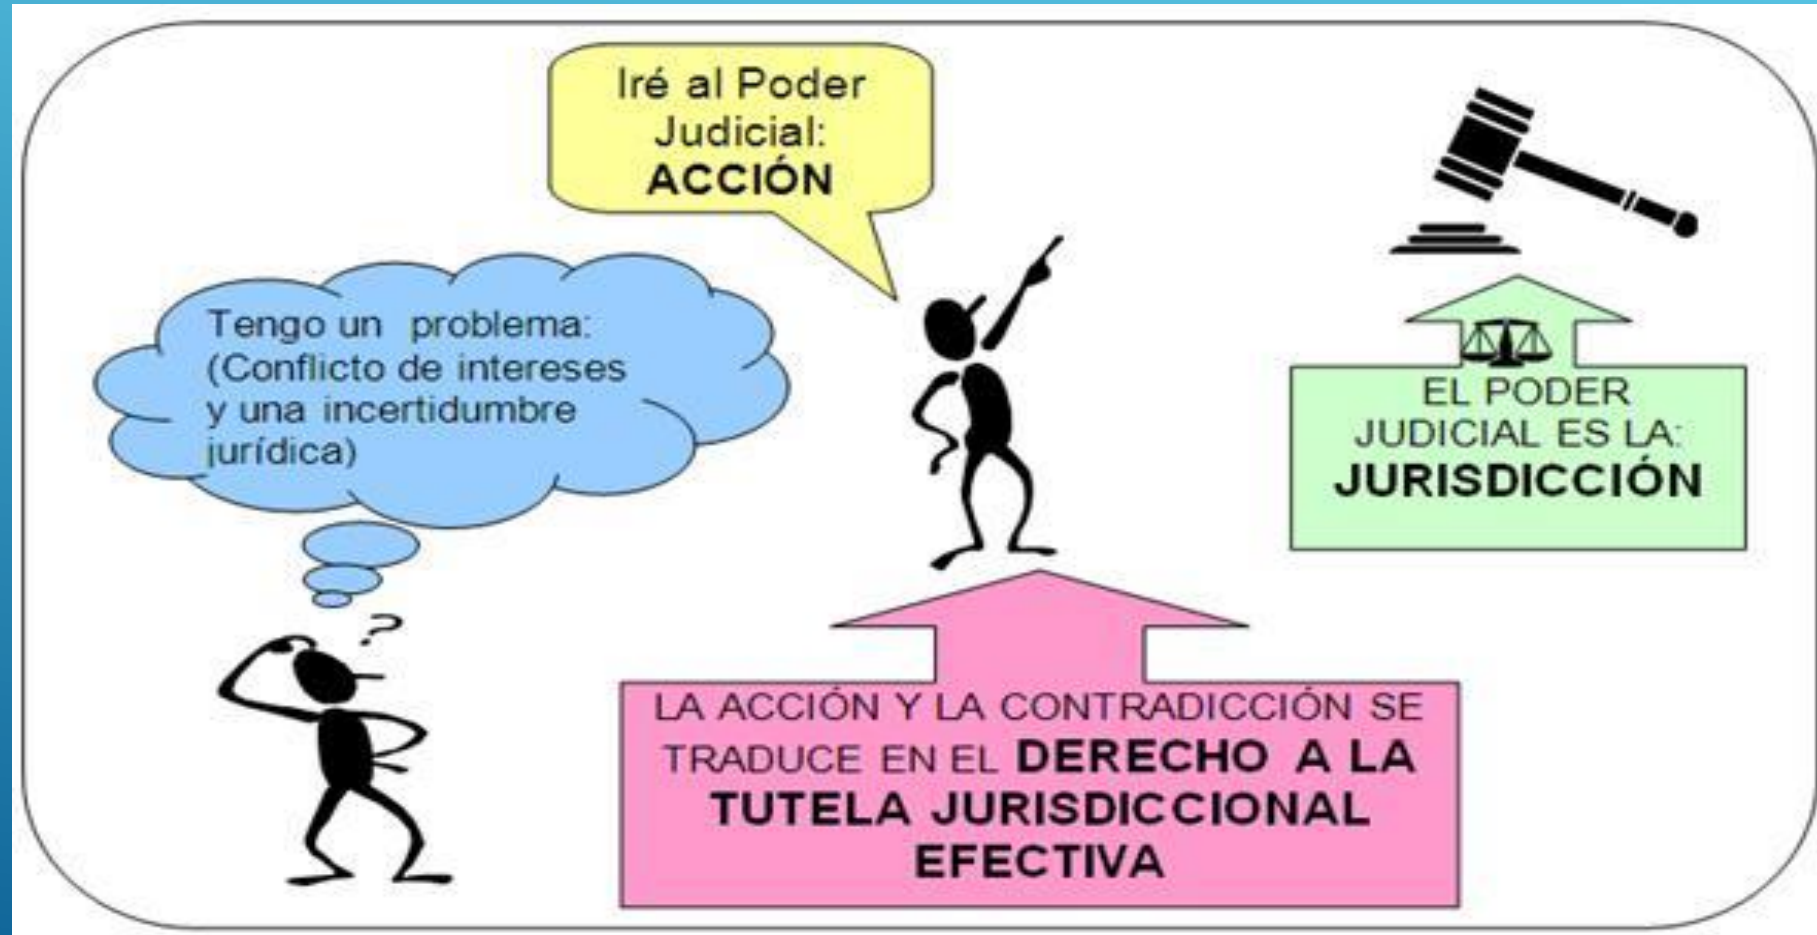 Iré al Poder
Judicial:
ACCIÓN
Tengo un problema:
(Conflicto de intereses
y una incertidumbre
jurídica)
?
EL PODER
JUDICIAL ES LA:
JURISDICCIÓN
LA ACCIÓN Y LA CONTRADICCIÓN SE
TRADUCE EN EL DERECHO A LA
TUTELA JURISDICCIONAL
EFECTIVA